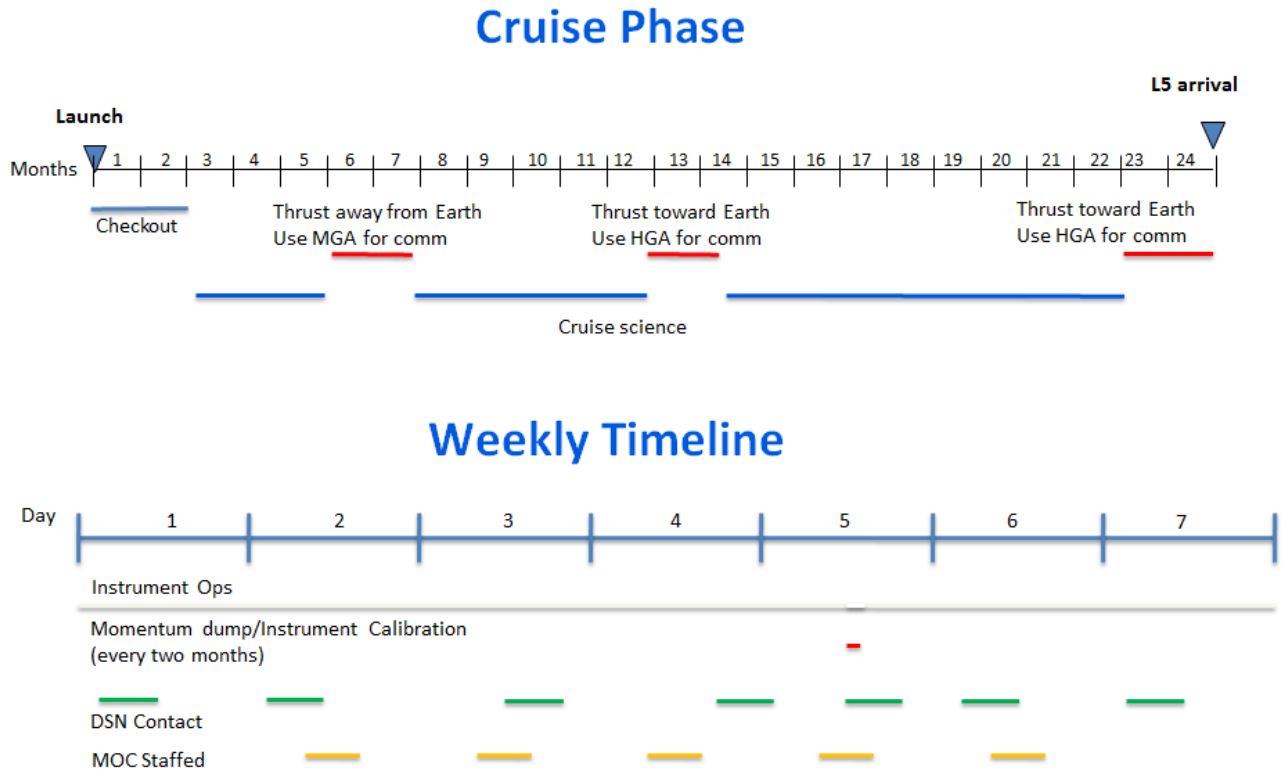 Cruise Phase
L5 arrival
Launch
Months 1 2 3 4 5 6 7 8 9 10 11 12 13 14 15 16 17 18 19 20 21 22 23 24
Checkout
Thrust away from Earth
Use MGA for comm
Thrust toward Earth
Use HGA for comm
Thrust toward Earth
Use HGA for comm
Cruise science
Weekly Timeline
Day 1 2 3 4 5 6 7
Instrument Ops
Momentum dump/Instrument Calibration
(every two months)
DSN Contact
MOC Staffed